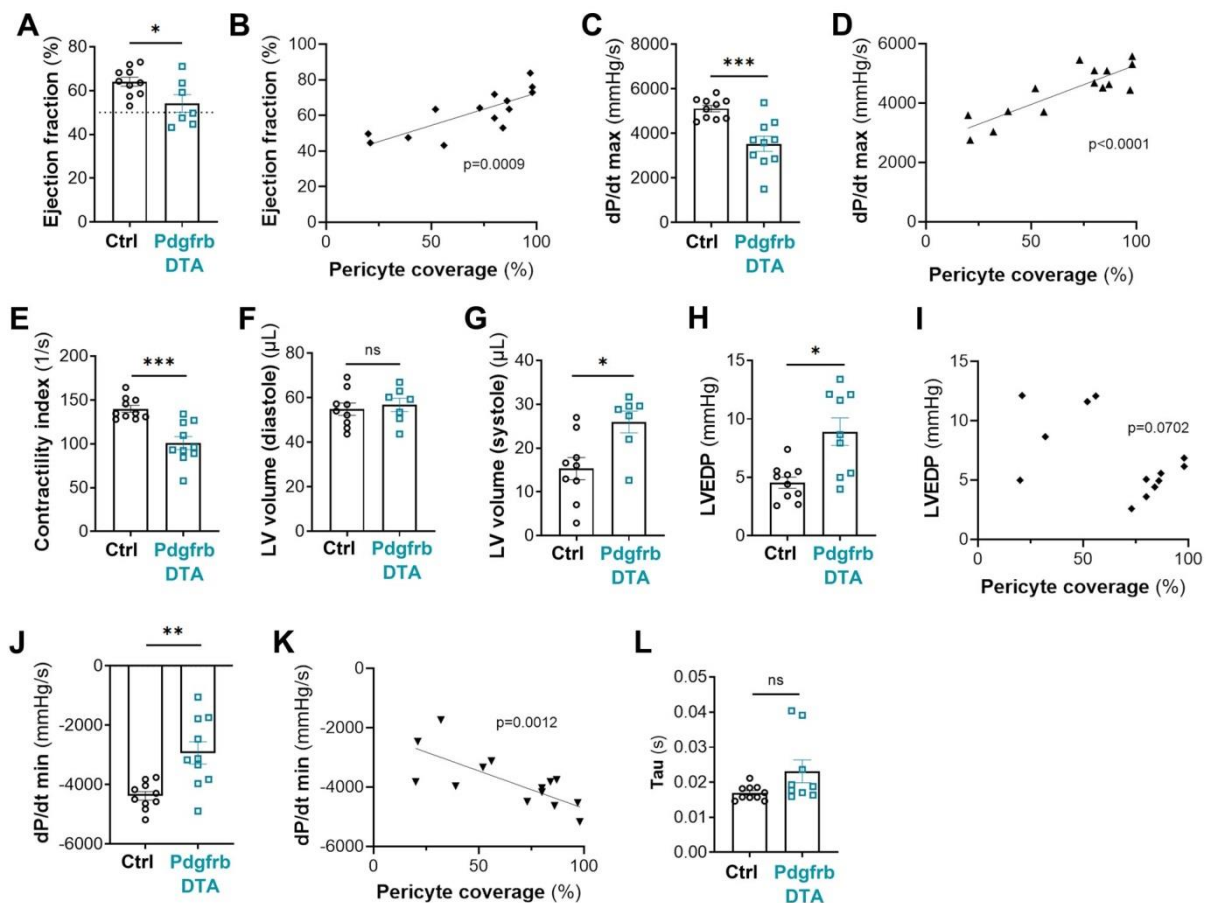 A
Ejection fraction (%)
100
80
60
40
20
0
*
Ctrl
Pdgfrb
DTA
B
Ejection fraction (%)
100
80
60
40
20
0
p=0.0009
0
50
100
Pericyte coverage (%)
C
dP/dt max (mmHg/s)
8000
6000
4000
2000
0
***
Ctrl
Pdgfrb
DTA
D
dP/dt max (mmHg/s)
6000
4000
2000
0
p<0.0001
0
50
100
Pericyte coverage (%)
E
Contractility index (1/s)
200
150
100
50
0
***
Ctrl
Pdgfrb
DTA
F
LV volume (diastole) (µL)
80
60
40
20
0
ns
Ctrl
Pdgfrb
DTA
G
LV volume (systole) (µL)
40
30
20
10
0
*
Ctrl
Pdgfrb
DTA
H
LVEDP (mmHg)
15
10
5
0
*
Ctrl
Pdgfrb
DTA
I
LVEDP (mmHg)
15
10
5
0
p=0.0702
0
50
100
Pericyte coverage (%)
J
dP/dt min (mmHg/s)
0
-2000
-4000
-6000
**
Ctrl
Pdgfrb
DTA
K
dP/dt min (mmHg/s)
0
-2000
-4000
-6000
p=0.0012
0
50
100
Pericyte coverage (%)
L
Tau (s)
0.05
0.04
0.03
0.02
0.01
0.00
ns
Ctrl
Pdgfrb
DTA